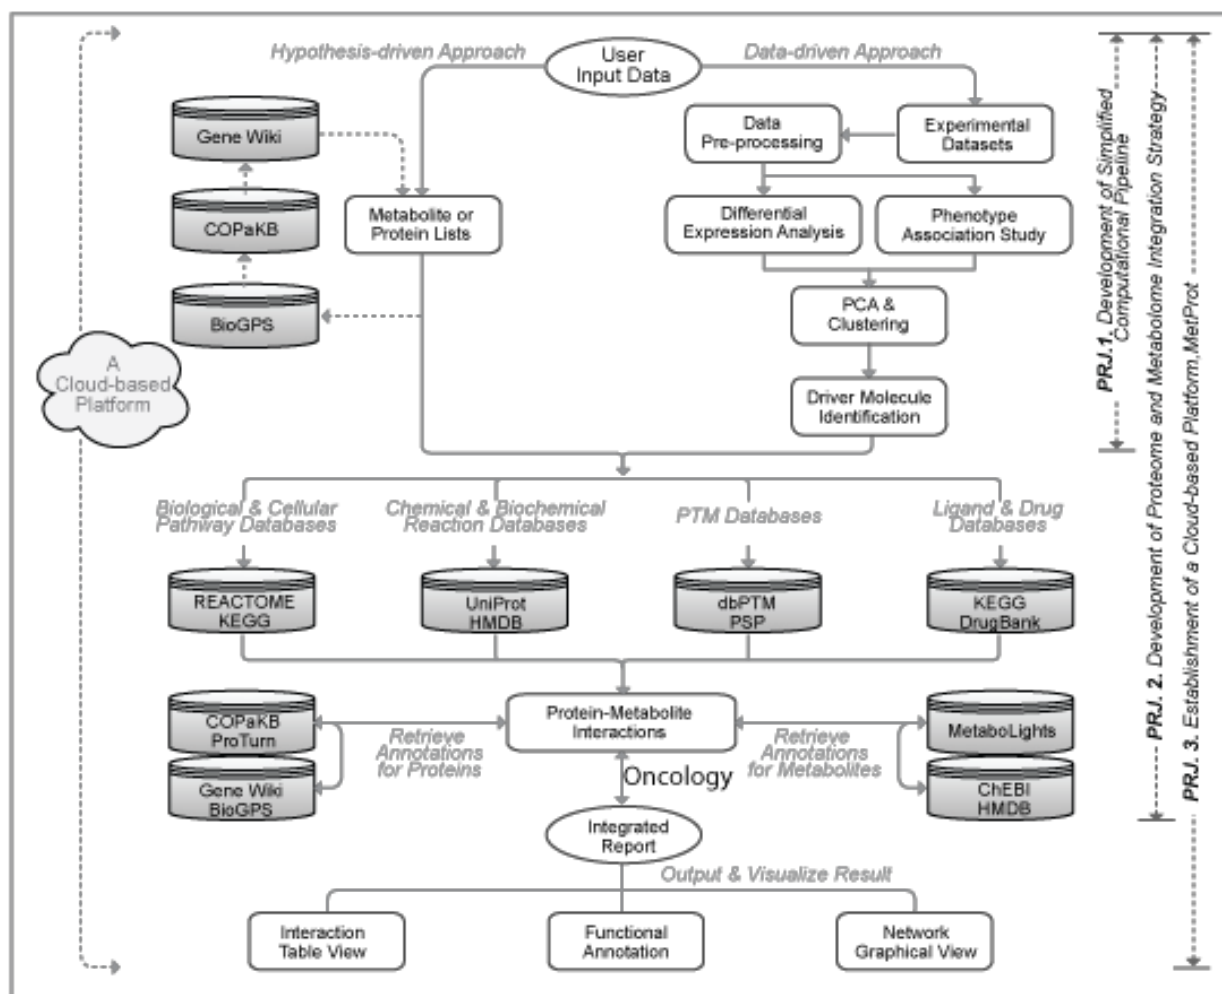 Hypothesis-driven Approach
User
Input Data
Data-driven Approach
Gene Wiki
Data
Pre-processing
Experimental
Datasets
COPaKB
Metabolite or
Protein Lists
Differential
Expression Analysis
Phenotype
Association Study
BioGPS
PCA &
Clustering
A
Cloud-based
Platform
Driver Molecule
Identification
PRJ.1. Development of Simplified
Computational Pipeline
PRJ. 2. Development of Proteome and Metabolome Integration Strategy
PRJ. 3. Establishment of a Cloud-based Platform,MetProt
Biological & Cellular
Pathway Databases
Chemical & Biochemical
Reaction Databases
PTM Databases
Ligand & Drug
Databases
REACTOME
KEGG
UniProt
HMDB
dbPTM
PSP
KEGG
DrugBank
COPaKB
ProTurn
Retrieve
Annotations
for Proteins
Protein-Metabolite
Interactions
Retrieve
Annotations
for Metabolites
MetaboLights
Gene Wiki
BioGPS
Oncology
ChEBI
HMDB
Integrated
Report
Output & Visualize Result
Interaction
Table View
Functional
Annotation
Network
Graphical View